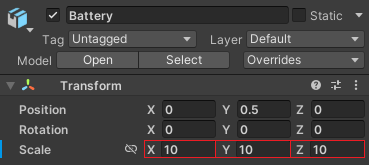 Battery Static
Tag Untagged Layer Default
Model Open Select Overrides
Transform
Position X 0 Y 0.5 Z 0
Rotation X 0 Y 0 Z 0
Scale X 10 Y 10 Z 10